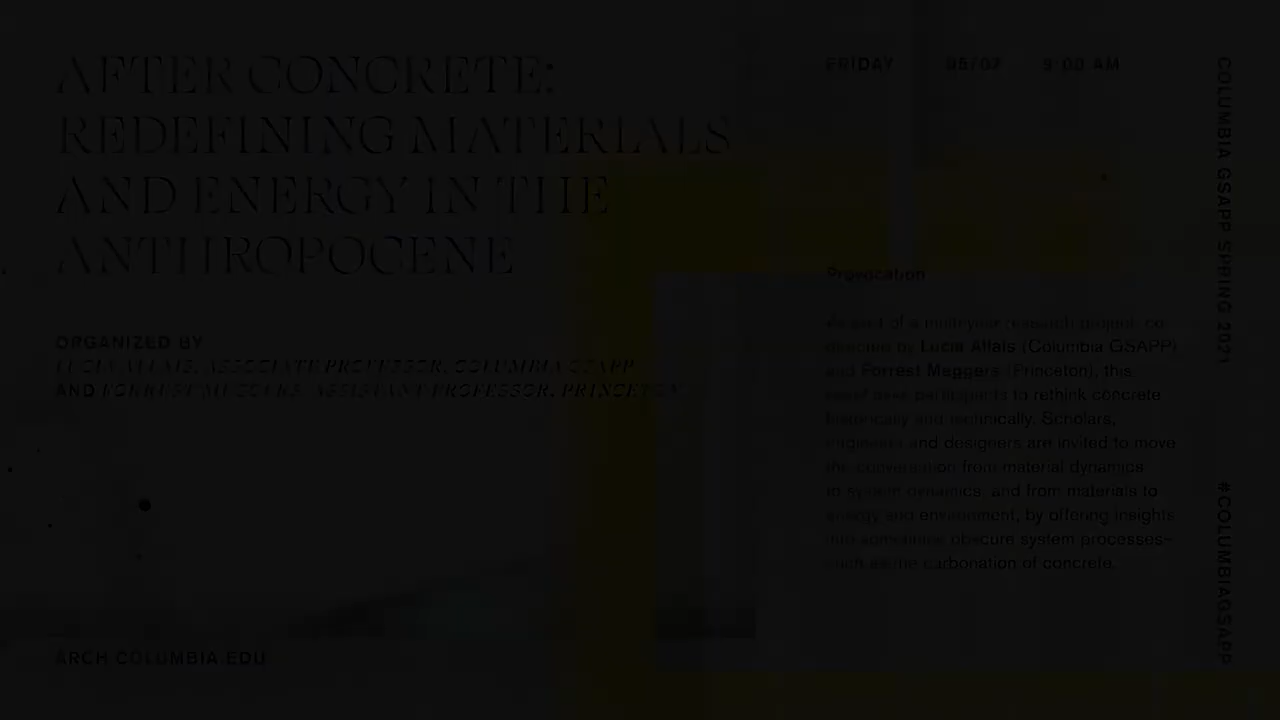 AFTER CONCRETE:
REDEFINING MATERIALS
AND ENERGY IN THE
ANTHROPOCENE
ORGANIZED BY
LUCIA ALLAIS, ASSOCIATE PROFESSOR, COLUMBIA GSAPP
AND FORREST MEGGERS, ASSISTANT PROFESSOR, PRINCETON
ARCH.COLUMBIA.EDU
FRIDAY 05/07 9:00 AM
Provocation
As part of a multi-year research project co-
directed by Lucia Allais (Columbia GSAPP)
and Forrest Meggers (Princeton), this
event asks participants to rethink concrete
historically and technically. Scholars,
engineers and designers are invited to move
the conversation from material dynamics
to system dynamics, and from materials to
energy and environment, by offering insights
into sometimes obscure system processes–
such as the carbonation of concrete.
COLUMBIA GSAPP SPRING 2021
#COLUMBIAGSAPP